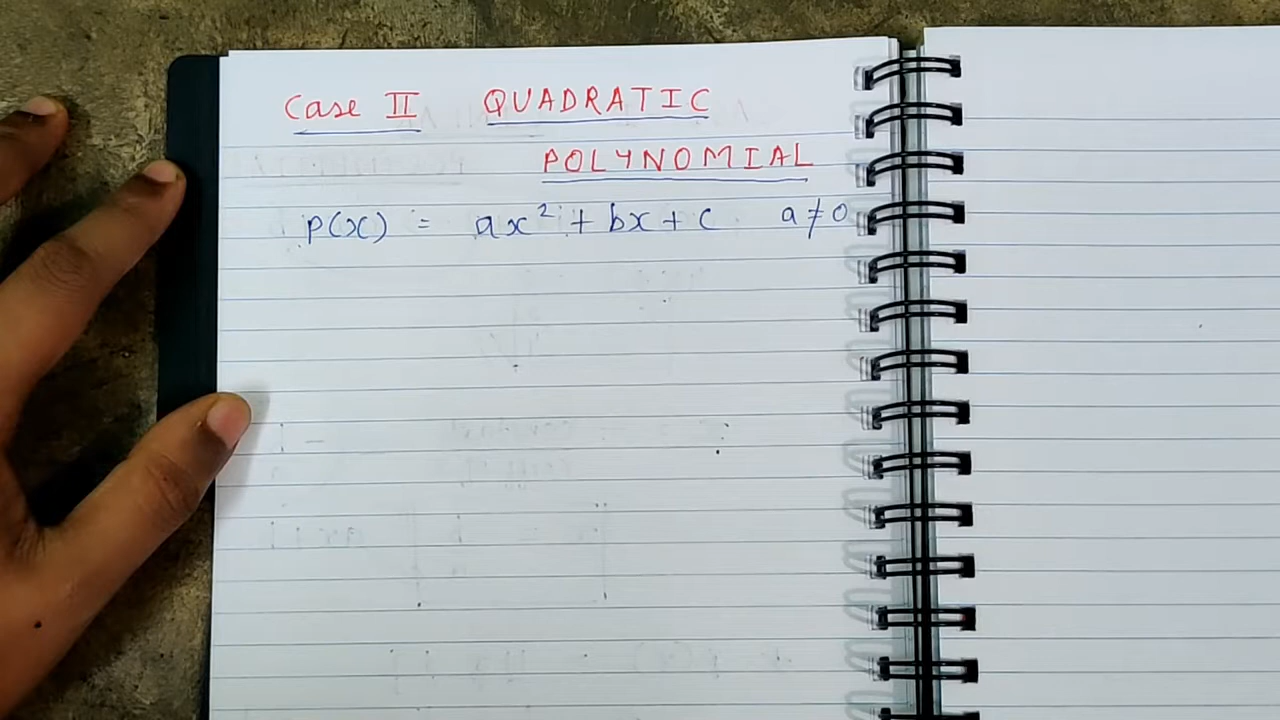 Case II QUADRATIC
POLYNOMIAL
P(x) = ax² + bx + c a ≠ 0